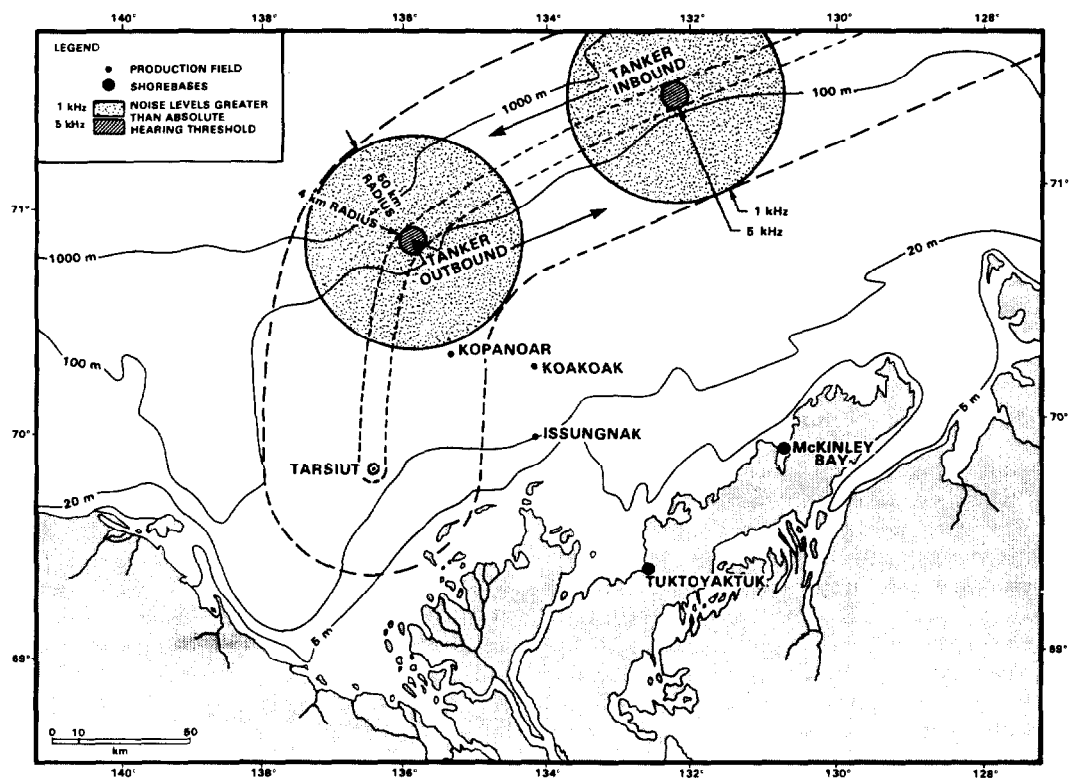 140° 138° 136° 134° 132° 130° 128°
LEGEND
PRODUCTION FIELD
SHOREBASES
1 kHz NOISE LEVELS GREATER
THAN ABSOLUTE
5 kHz HEARING THRESHOLD
TANKER
INBOUND
1000 m
100 m
71°
71°
50 km
RADIUS
4 km RADIUS
1 kHz
5 kHz
TANKER
OUTBOUND
1000 m
20 m
KOPANOAR
KOAKOAK
100 m
5 m
70°
70°
ISSUNGNAK
McKINLEY
BAY
TARSIUT
20 m
TUKTOYAKTUK
5 m
69°
69°
0 10 50
km
140° 138° 136° 134° 132° 130° 128°